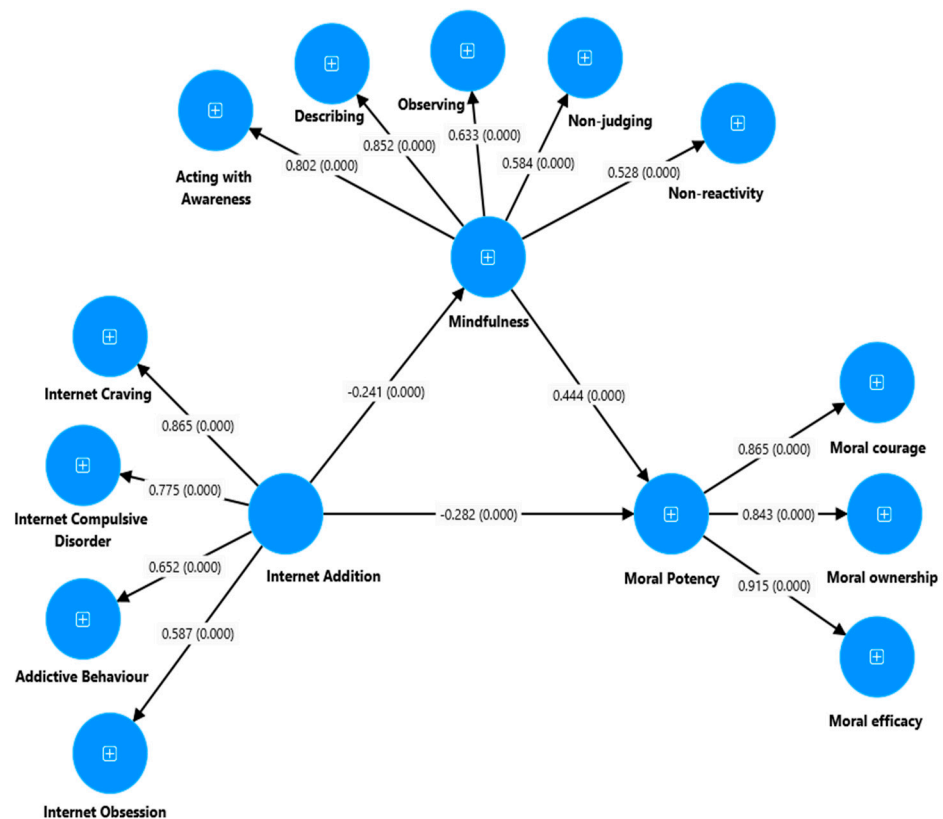 Observing
Describing
Non-judging
0.633 (0.000)
0.852 (0.000)
0.584 (0.000)
0.802 (0.000)
0.528 (0.000)
Acting with
Awareness
Non-reactivity
Mindfulness
Internet Craving
-0.241 (0.000)
0.444 (0.000)
0.865 (0.000)
Moral courage
0.865 (0.000)
0.775 (0.000)
Internet Compulsive
Disorder
-0.282 (0.000)
0.843 (0.000)
0.652 (0.000)
Internet Addition
Moral Potency
Moral ownership
0.915 (0.000)
0.587 (0.000)
Addictive Behaviour
Moral efficacy
Internet Obsession